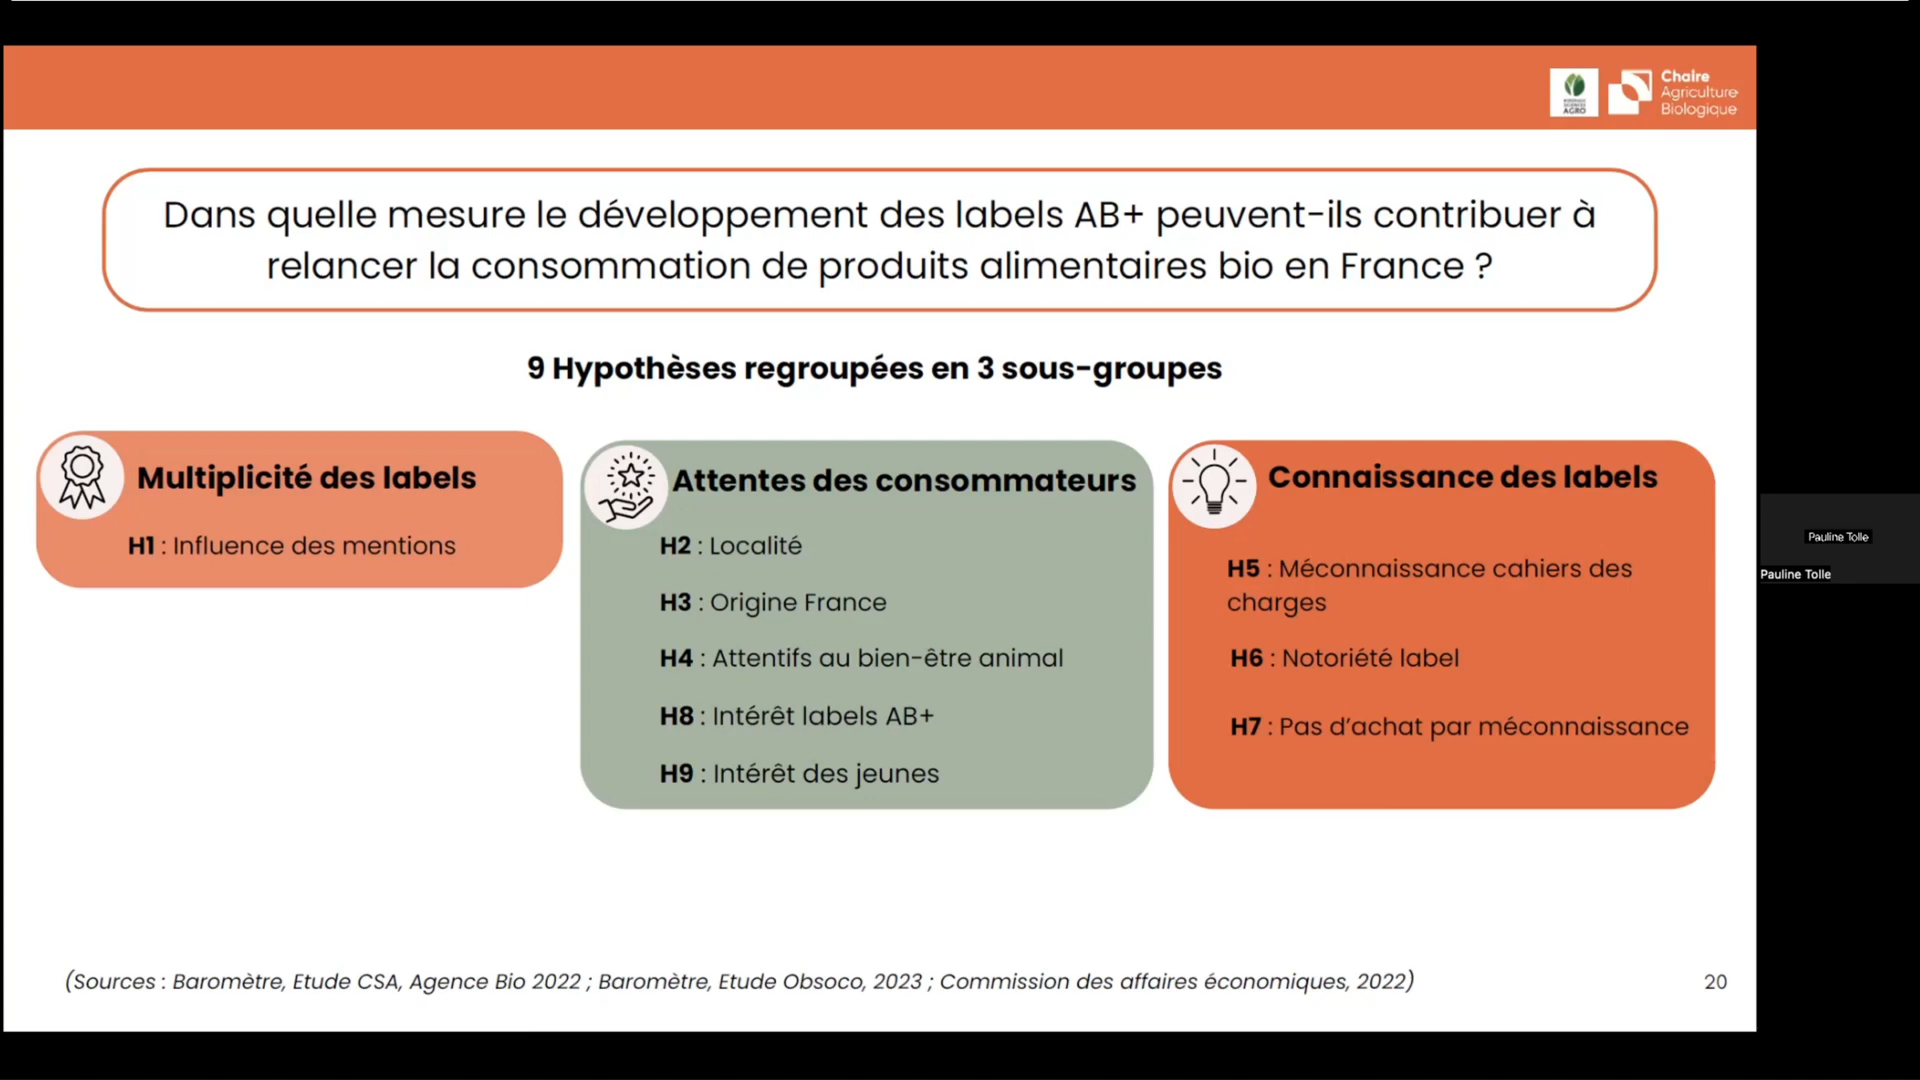 Chaire
Agriculture
Biologique
BORDEAUX
SCIENCES
AGRO
Dans quelle mesure le développement des labels AB+ peuvent-ils contribuer à
relancer la consommation de produits alimentaires bio en France ?
9 Hypothèses regroupées en 3 sous-groupes
Multiplicité des labels
H1 : Influence des mentions
Attentes des consommateurs
H2 : Localité
H3 : Origine France
H4 : Attentifs au bien-être animal
H8 : Intérêt labels AB+
H9 : Intérêt des jeunes
Connaissance des labels
H5 : Méconnaissance cahiers des
charges
H6 : Notoriété label
H7 : Pas d'achat par méconnaissance
Pauline Tolle
Pauline Tolle
(Sources : Baromètre, Etude CSA, Agence Bio 2022 ; Baromètre, Etude Obsoco, 2023 ; Commission des affaires économiques, 2022)
20